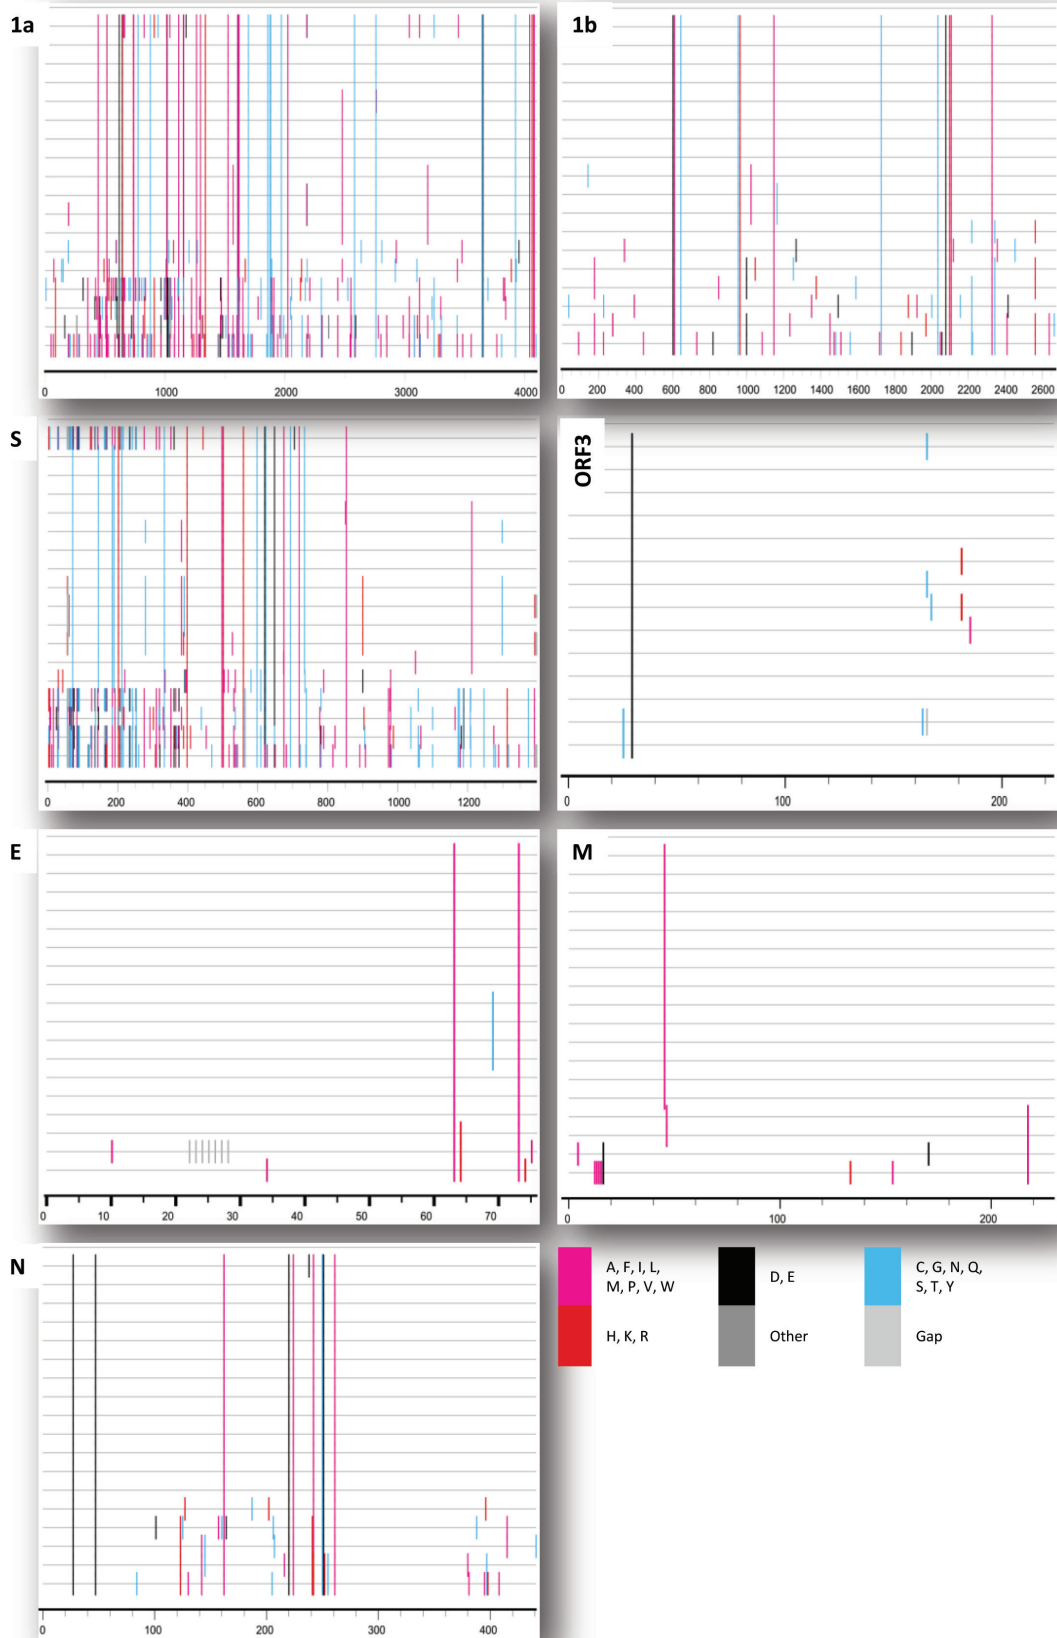 1a
0 1000 2000 3000 4000
1b
0 200 400 600 800 1000 1200 1400 1600 1800 2000 2200 2400 2600
S
0 200 400 600 800 1000 1200
ORF3
0 100 200
E
0 10 20 30 40 50 60 70
M
0 100 200
N
0 100 200 300 400
A, F, I, L,
M, P, V, W
D, E
C, G, N, Q,
S, T, Y
H, K, R
Other
Gap